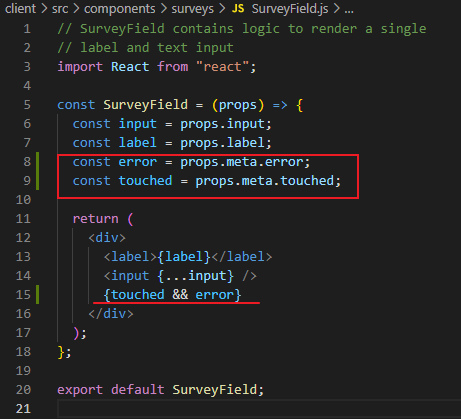 client > src > components > surveys > JS SurveyField.js > ...
1 // SurveyField contains logic to render a single
2 // label and text input
3 import React from "react";
4
5 const SurveyField = (props) => {
6 const input = props.input;
7 const label = props.label;
8 const error = props.meta.error;
9 const touched = props.meta.touched;
10
11 return (
12 <div>
13 <label>{label}</label>
14 <input {...input} />
15 {touched && error}
16 </div>
17 );
18 };
19
20 export default SurveyField;
21